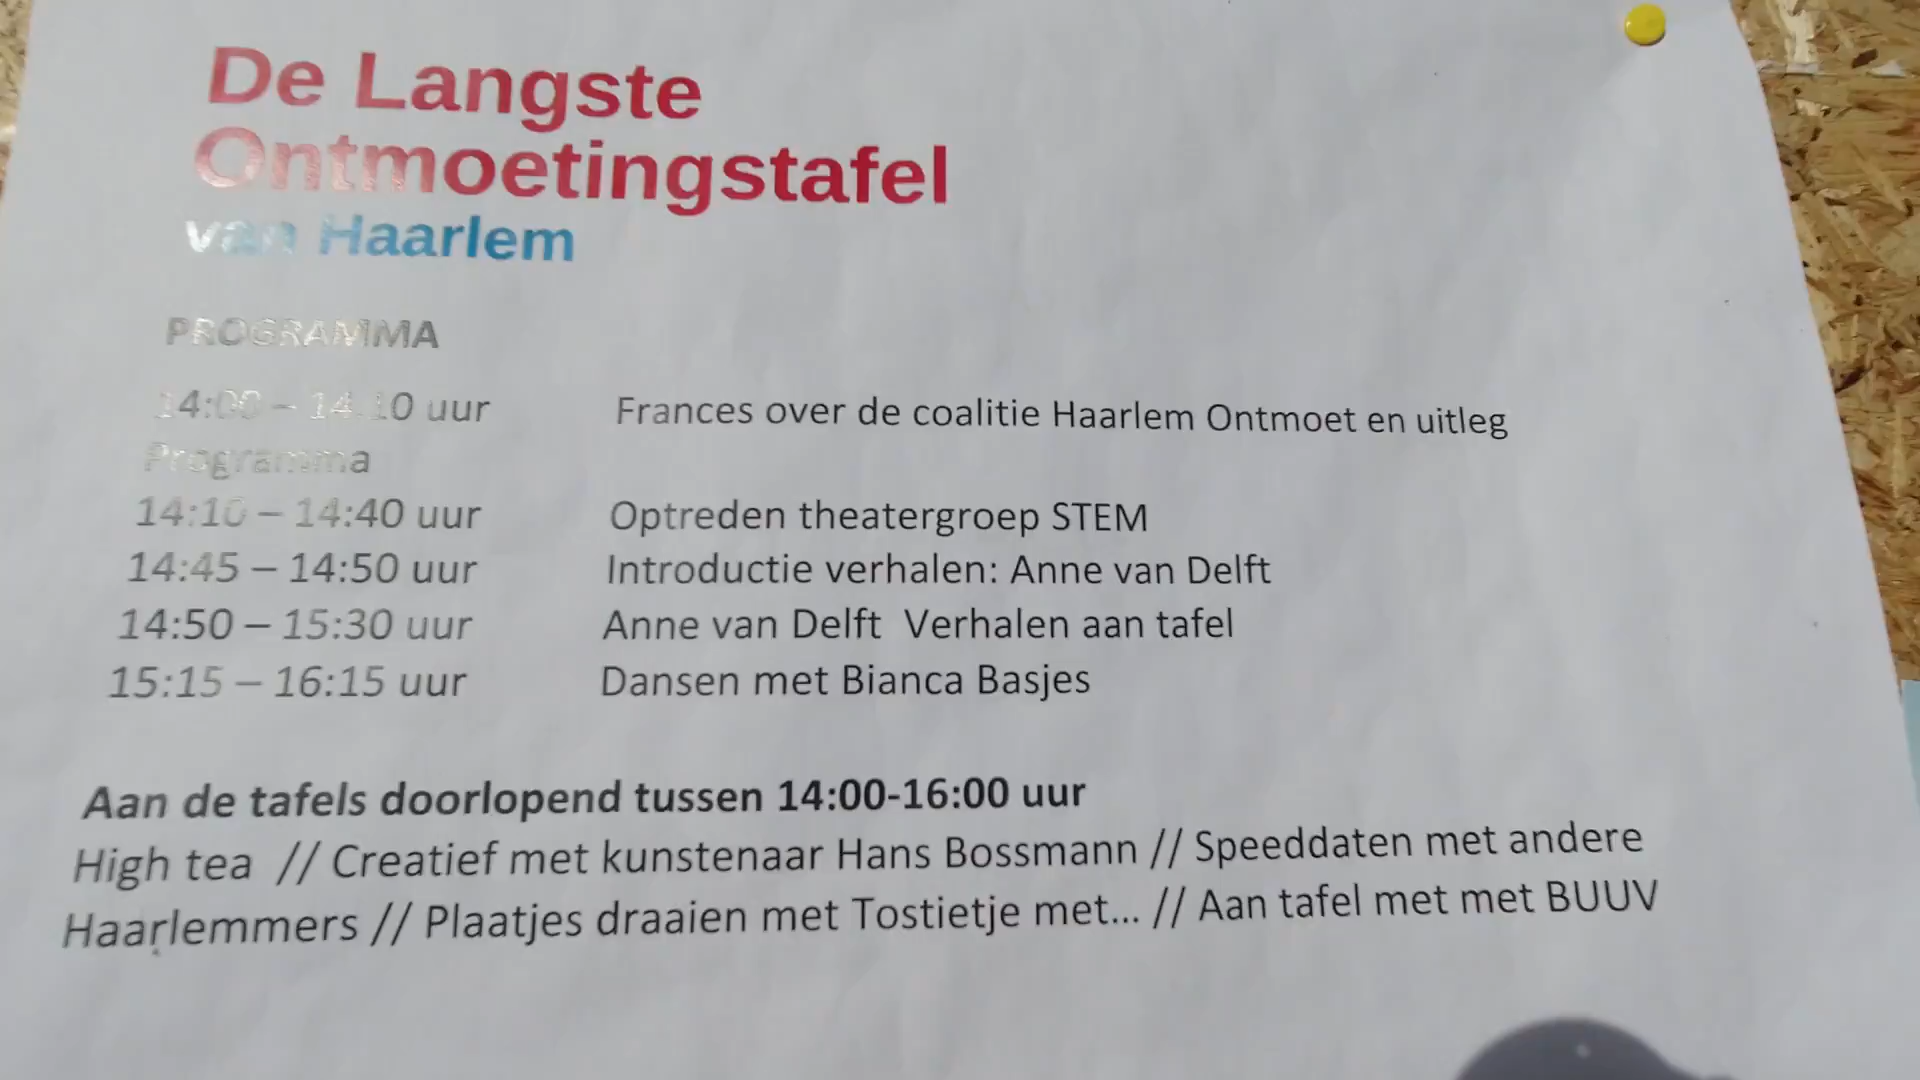 De Langste
Ontmoetingstafel
van Haarlem
PROGRAMMA
14:00 – 14.10 uur Frances over de coalitie Haarlem Ontmoet en uitleg
Programma
14:10 – 14:40 uur Optreden theatergroep STEM
14:45 – 14:50 uur Introductie verhalen: Anne van Delft
14:50 – 15:30 uur Anne van Delft Verhalen aan tafel
15:15 – 16:15 uur Dansen met Bianca Basjes
Aan de tafels doorlopend tussen 14:00-16:00 uur
High tea // Creatief met kunstenaar Hans Bossmann // Speeddaten met andere
Haarlemmers // Plaatjes draaien met Tostietje met... // Aan tafel met met BUUV